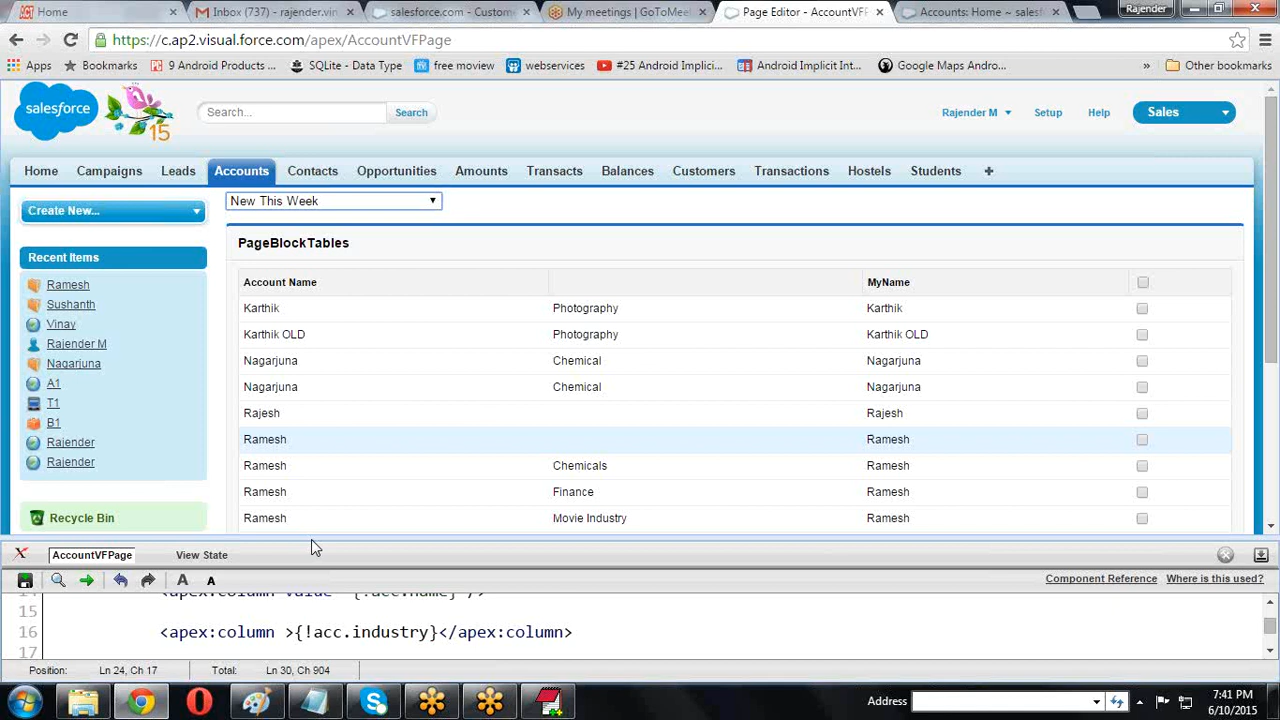 Home
Inbox (737) - rajender.vin
salesforce.com - Custome
My meetings | GoToMee
Page Editor - AccountVFP
Accounts: Home ~ sales
Rajender
https://c.ap2.visual.force.com/apex/AccountVFPage
Apps Bookmarks 9 Android Products ... SQLite - Data Type free moview webservices #25 Android Implici... Android Implicit Int... Google Maps Andro... » Other bookmarks
salesforce 15 Search... Search Rajender M Setup Help Sales
Home Campaigns Leads Accounts Contacts Opportunities Amounts Transacts Balances Customers Transactions Hostels Students +
Create New...
Recent Items
Ramesh
Sushanth
Vinay
Rajender M
Nagarjuna
A1
T1
B1
Rajender
Rajender
Recycle Bin
New This Week
PageBlockTables
Account Name MyName
Karthik Photography Karthik
Karthik OLD Photography Karthik OLD
Nagarjuna Chemical Nagarjuna
Nagarjuna Chemical Nagarjuna
Rajesh Rajesh
Ramesh Ramesh
Ramesh Chemicals Ramesh
Ramesh Finance Ramesh
Ramesh Movie Industry Ramesh
AccountVFPage View State
A A Component Reference Where is this used?
15
16 <apex:column >{!acc.industry}</apex:column>
17
Position: Ln 24, Ch 17 Total: Ln 30, Ch 904
Address 7:41 PM
6/10/2015